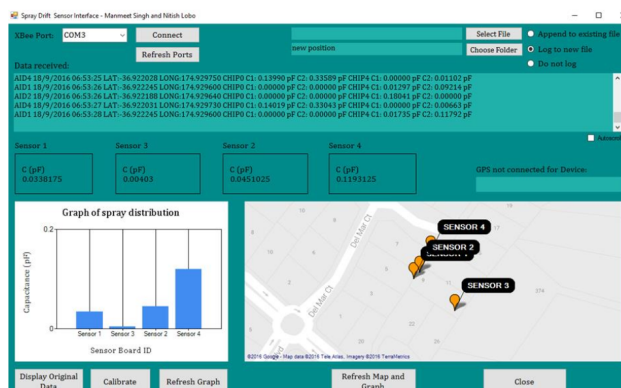 Spray Drift Sensor Interface - Manmeet Singh and Nitish Lobo
XBee Port: COM3 Connect Select File Append to existing file
Refresh Ports new position Choose Folder Log to new file
Data received: Do not log
AID4 18/9/2016 06:53:25 LAT:-36.922028 LONG:174.929750 CHIP0 C1: 0.13990 pF C2: 0.33589 pF CHIP4 C1: 0.00000 pF C2: 0.01102 pF
AID1 18/9/2016 06:53:26 LAT:-36.922245 LONG:174.929600 CHIP0 C1: 0.00000 pF C2: 0.00000 pF CHIP4 C1: 0.01297 pF C2: 0.09214 pF
AID2 18/9/2016 06:53:26 LAT:-36.922188 LONG:174.929640 CHIP0 C1: 0.00000 pF C2: 0.00000 pF CHIP4 C1: 0.18041 pF C2: 0.00000 pF
AID4 18/9/2016 06:53:27 LAT:-36.922031 LONG:174.929730 CHIP0 C1: 0.14019 pF C2: 0.33043 pF CHIP4 C1: 0.00000 pF C2: 0.00663 pF
AID1 18/9/2016 06:53:28 LAT:-36.922245 LONG:174.929600 CHIP0 C1: 0.00000 pF C2: 0.00000 pF CHIP4 C1: 0.01735 pF C2: 0.11792 pF
Sensor 1 Sensor 3 Sensor 2 Sensor 4
C (pF) C (pF) C (pF) C (pF) GPS not connected for Device:
0.0338175 0.00403 0.0451025 0.1193125
Graph of spray distribution
0.2
Capacitance (pF)
0
Sensor 1 Sensor 3 Sensor 2 Sensor 4
Sensor Board ID
Del Mar Ct
Del Mar Ct
SENSOR 4
SENSOR 2
SENSOR 3
©2016 Google - Map data ©2016 Tele Atlas, Imagery ©2016 TerraMetrics
Display Original Data
Calibrate
Refresh Graph
Refresh Map and Graph
Close